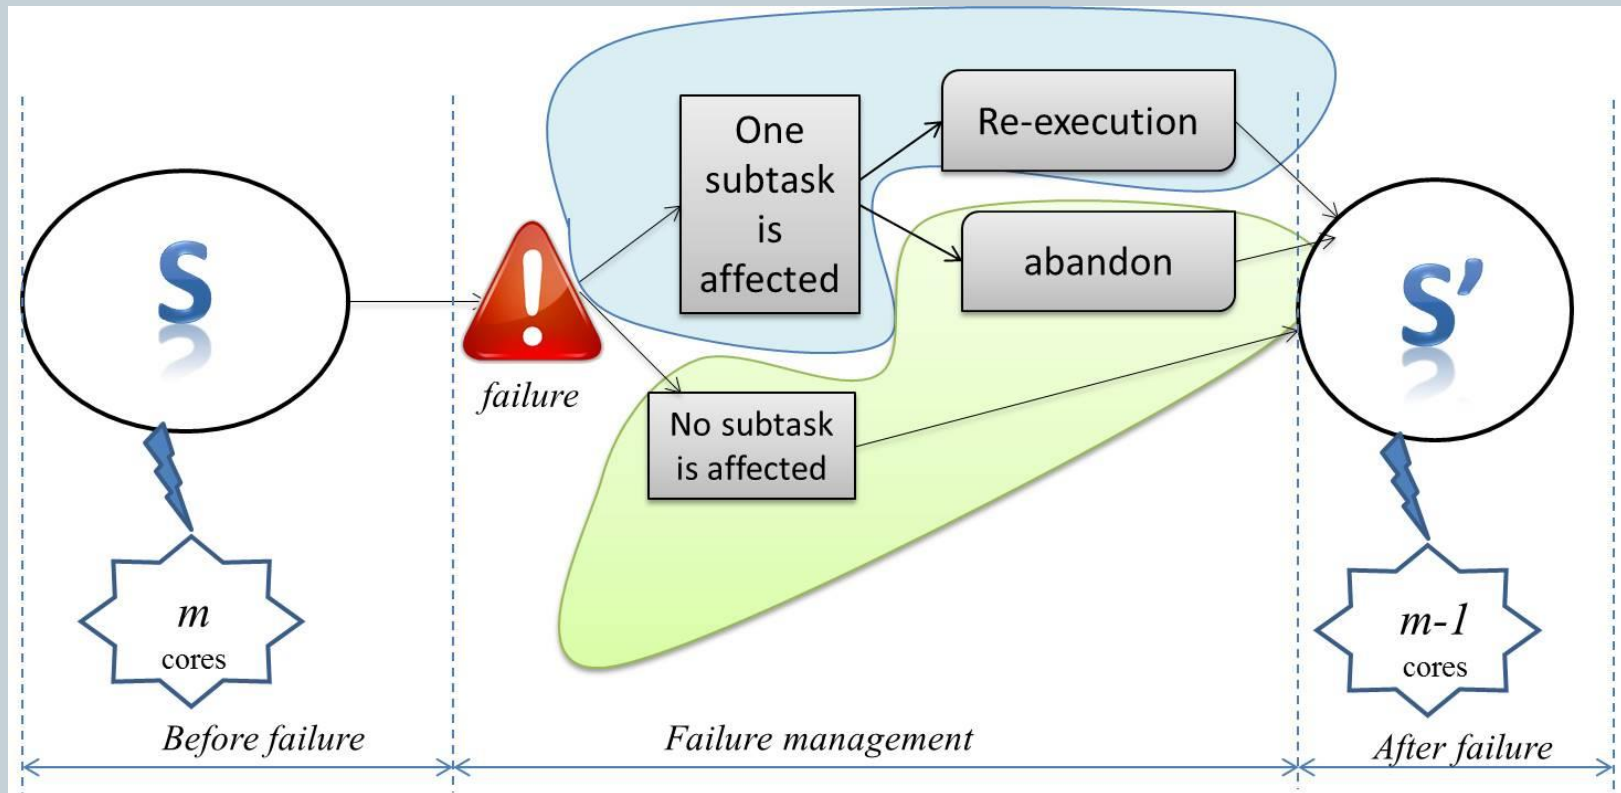 S
m
cores
Before failure
failure
One
subtask
is
affected
Re-execution
abandon
No subtask
is affected
Failure management
S'
m-1
cores
After failure